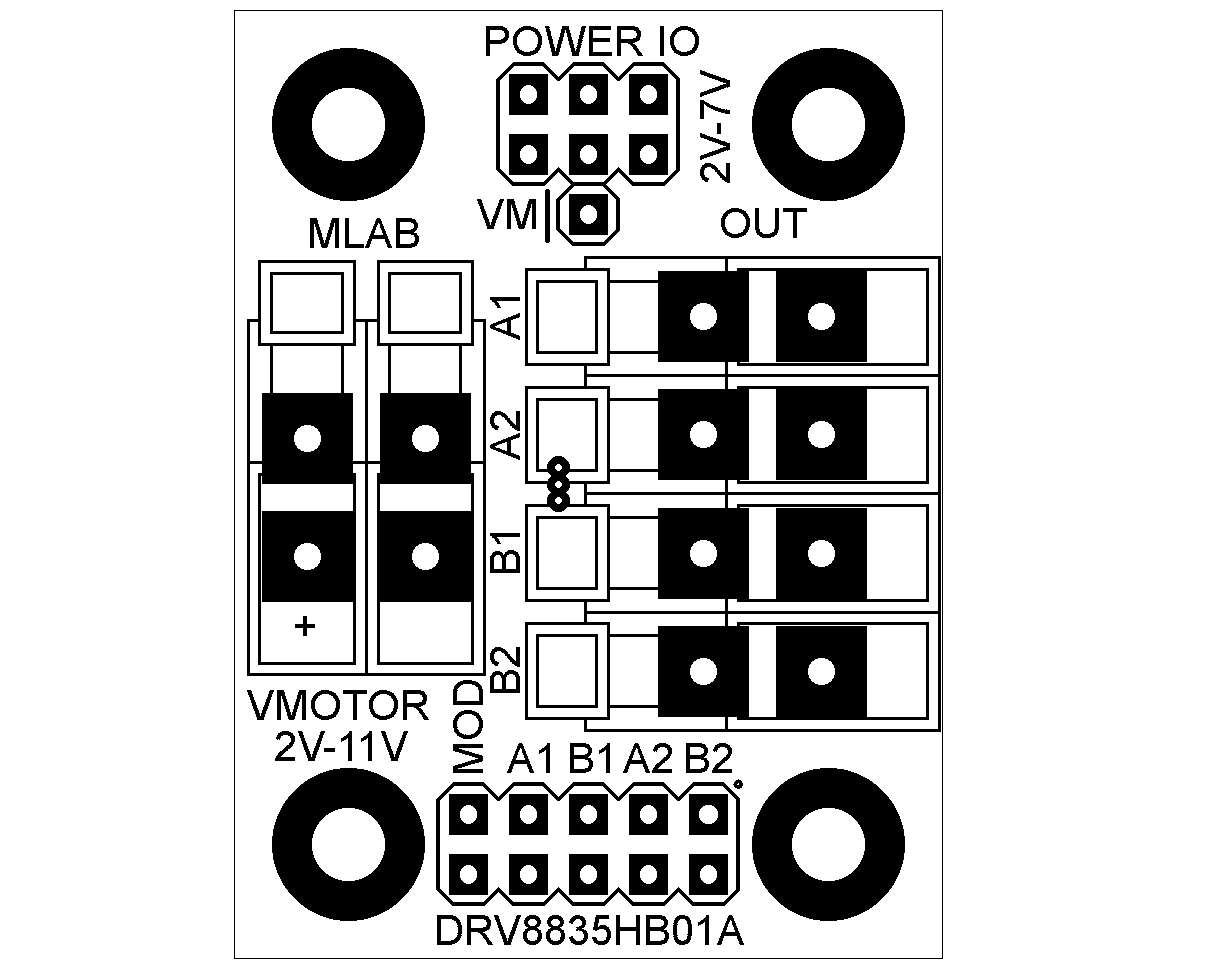 POWER IO
2V-7V
VM
OUT
MLAB
A1
A2
B1
B2
+
VMOTOR
2V-11V
MOD
A1 B1 A2 B2
DRV8835HB01A